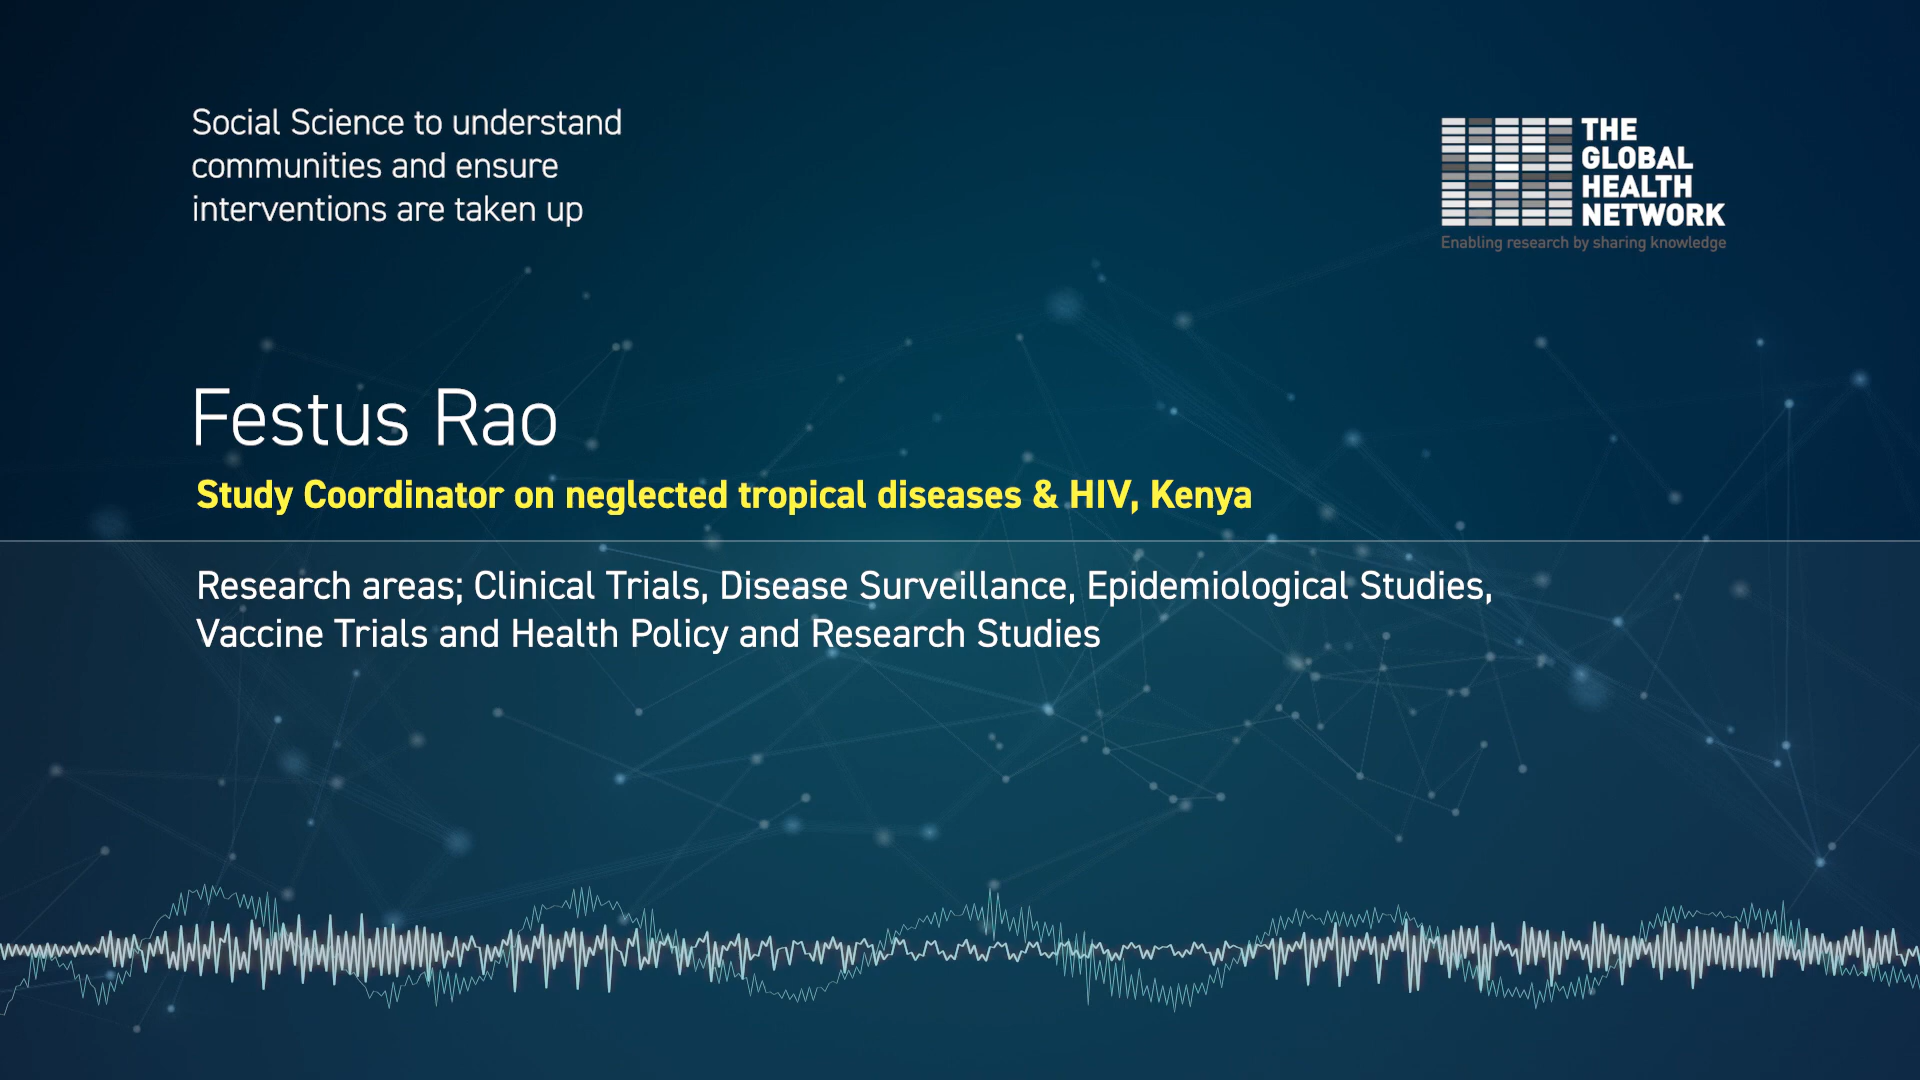 Social Science to understand
communities and ensure
interventions are taken up
THE
GLOBAL
HEALTH
NETWORK
Enabling research by sharing knowledge
Festus Rao
Study Coordinator on neglected tropical diseases & HIV, Kenya
Research areas; Clinical Trials, Disease Surveillance, Epidemiological Studies,
Vaccine Trials and Health Policy and Research Studies